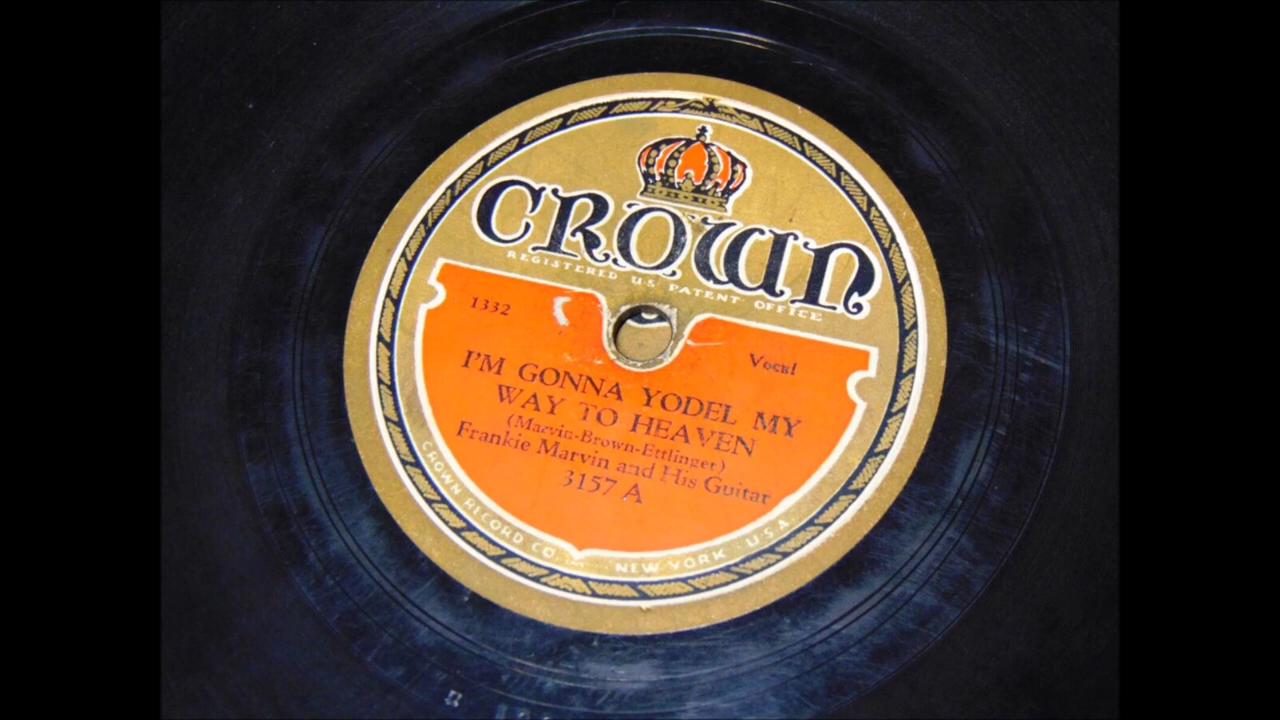 CROWN
REGISTERED U.S. PATENT OFFICE
1332
Vocal
I'M GONNA YODEL MY
WAY TO HEAVEN
(Marvin-Brown-Ettlinger)
Frankie Marvin and His Guitar
3157 A
CROWN RECORD CO. NEW YORK · U.S.A.